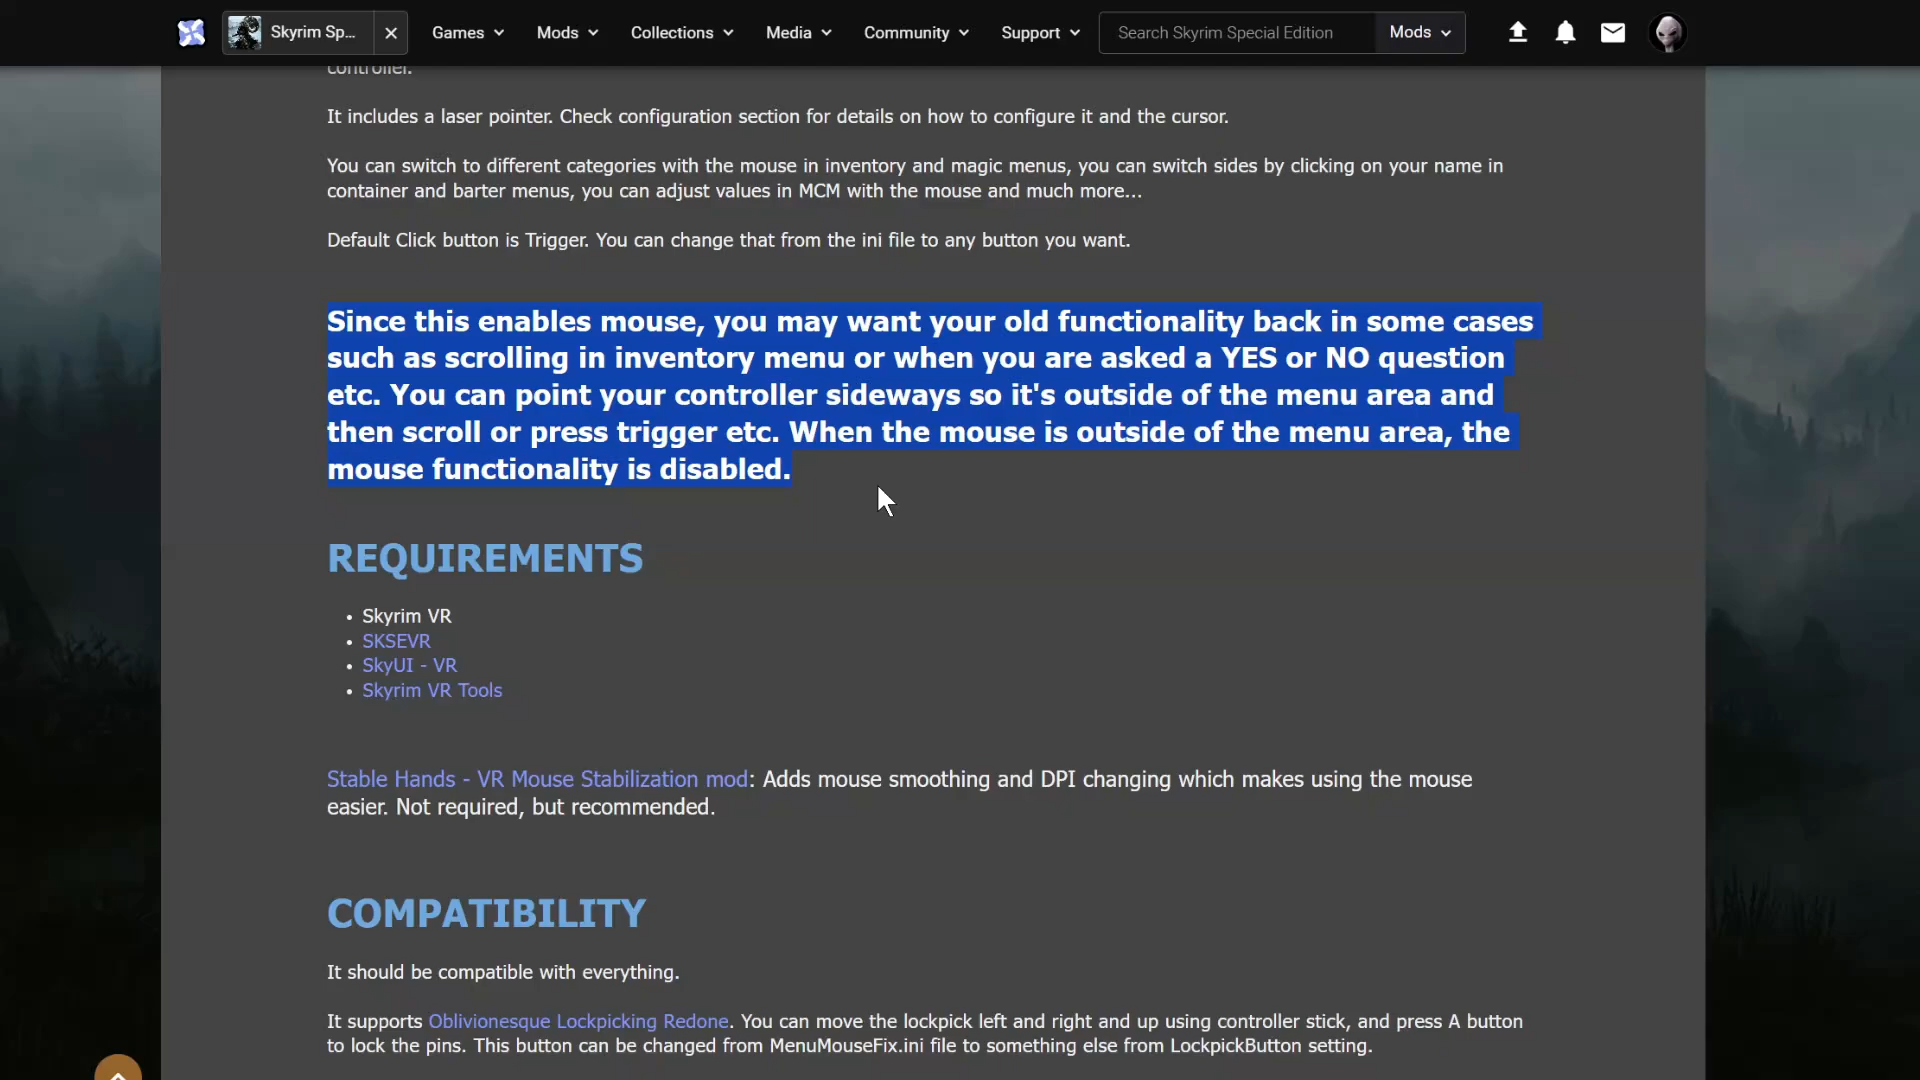 Skyrim Sp...
Games
Mods
Collections
Media
Community
Support
Search Skyrim Special Edition
Mods
controller.
It includes a laser pointer. Check configuration section for details on how to configure it and the cursor.
You can switch to different categories with the mouse in inventory and magic menus, you can switch sides by clicking on your name in
container and barter menus, you can adjust values in MCM with the mouse and much more...
Default Click button is Trigger. You can change that from the ini file to any button you want.
Since this enables mouse, you may want your old functionality back in some cases
such as scrolling in inventory menu or when you are asked a YES or NO question
etc. You can point your controller sideways so it's outside of the menu area and
then scroll or press trigger etc. When the mouse is outside of the menu area, the
mouse functionality is disabled.
REQUIREMENTS
• Skyrim VR
• SKSEVR
• SkyUI - VR
• Skyrim VR Tools
Stable Hands - VR Mouse Stabilization mod: Adds mouse smoothing and DPI changing which makes using the mouse
easier. Not required, but recommended.
COMPATIBILITY
It should be compatible with everything.
It supports Oblivionesque Lockpicking Redone. You can move the lockpick left and right and up using controller stick, and press A button
to lock the pins. This button can be changed from MenuMouseFix.ini file to something else from LockpickButton setting.